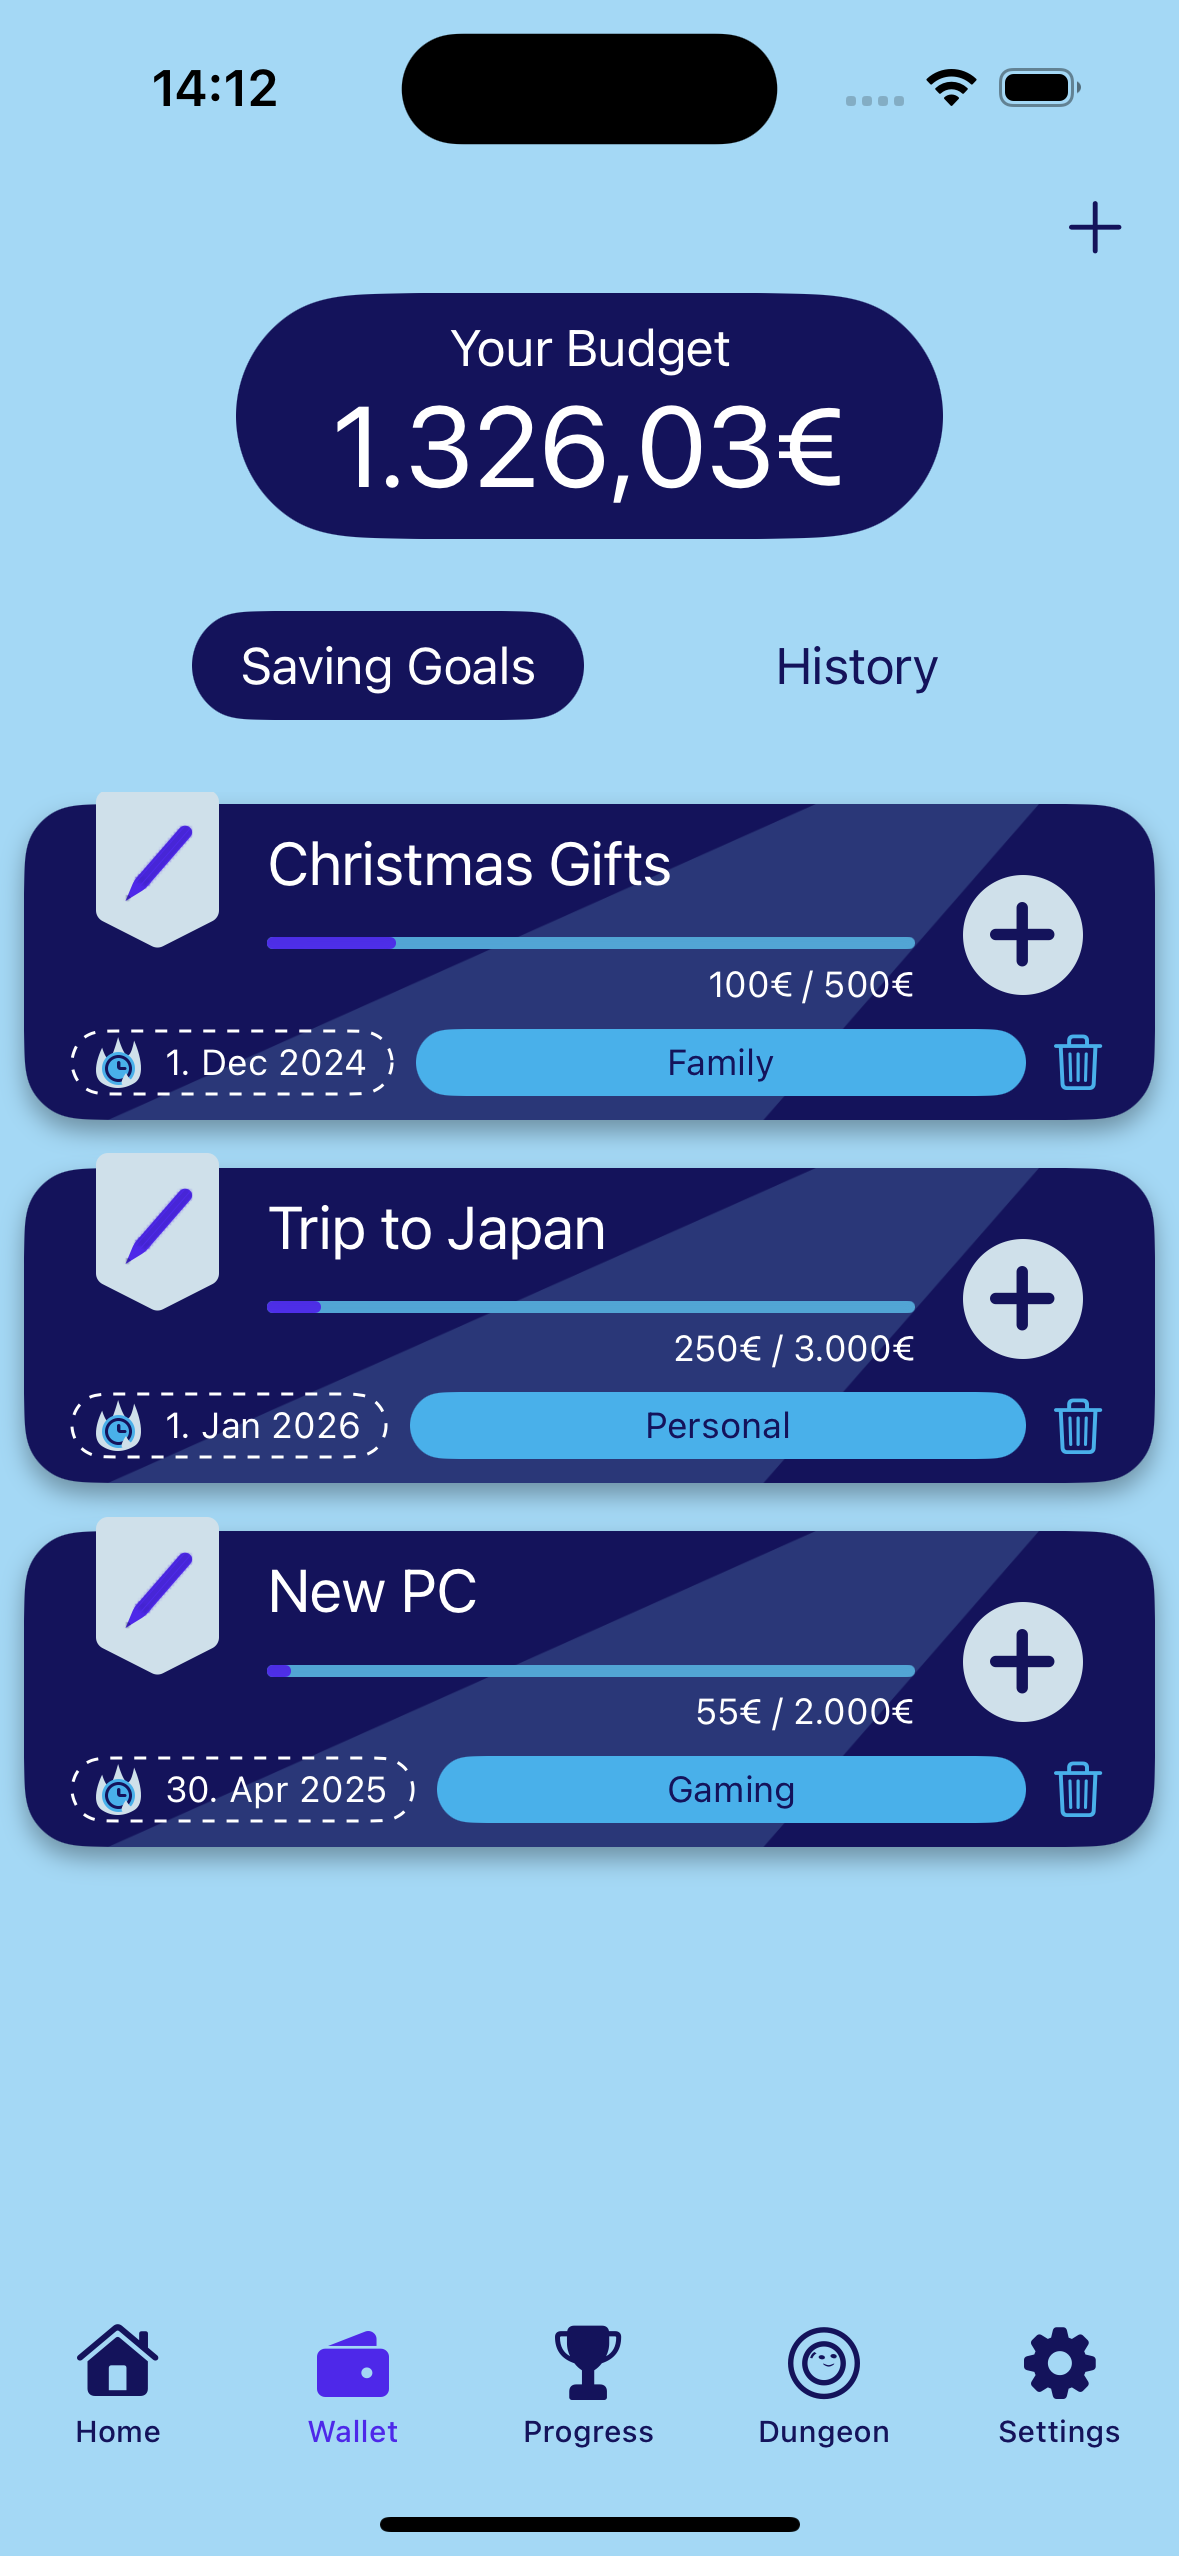 14:12
Your Budget
1.326,03€
Saving Goals
History
Christmas Gifts
100€ / 500€
1. Dec 2024
Family
Trip to Japan
250€ / 3.000€
1. Jan 2026
Personal
New PC
55€ / 2.000€
30. Apr 2025
Gaming
Home
Wallet
Progress
Dungeon
Settings